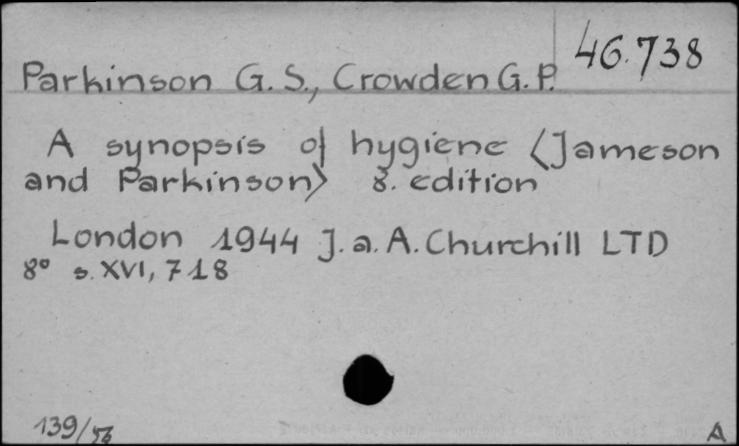 46.738
Parkinson G. S., Crowden G. P.
A synopsis of hygiene (Jameson
and Parkinson) 8. edition
London 1944 J. a. A. Churchill LTD
8° s. XVI, 718
139/56
A